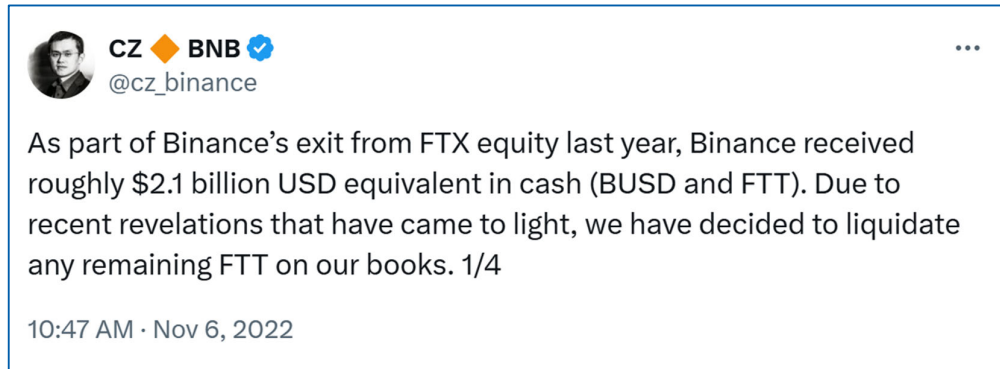 CZ 🔶 BNB
@cz_binance
As part of Binance’s exit from FTX equity last year, Binance received
roughly $2.1 billion USD equivalent in cash (BUSD and FTT). Due to
recent revelations that have came to light, we have decided to liquidate
any remaining FTT on our books. 1/4
10:47 AM · Nov 6, 2022